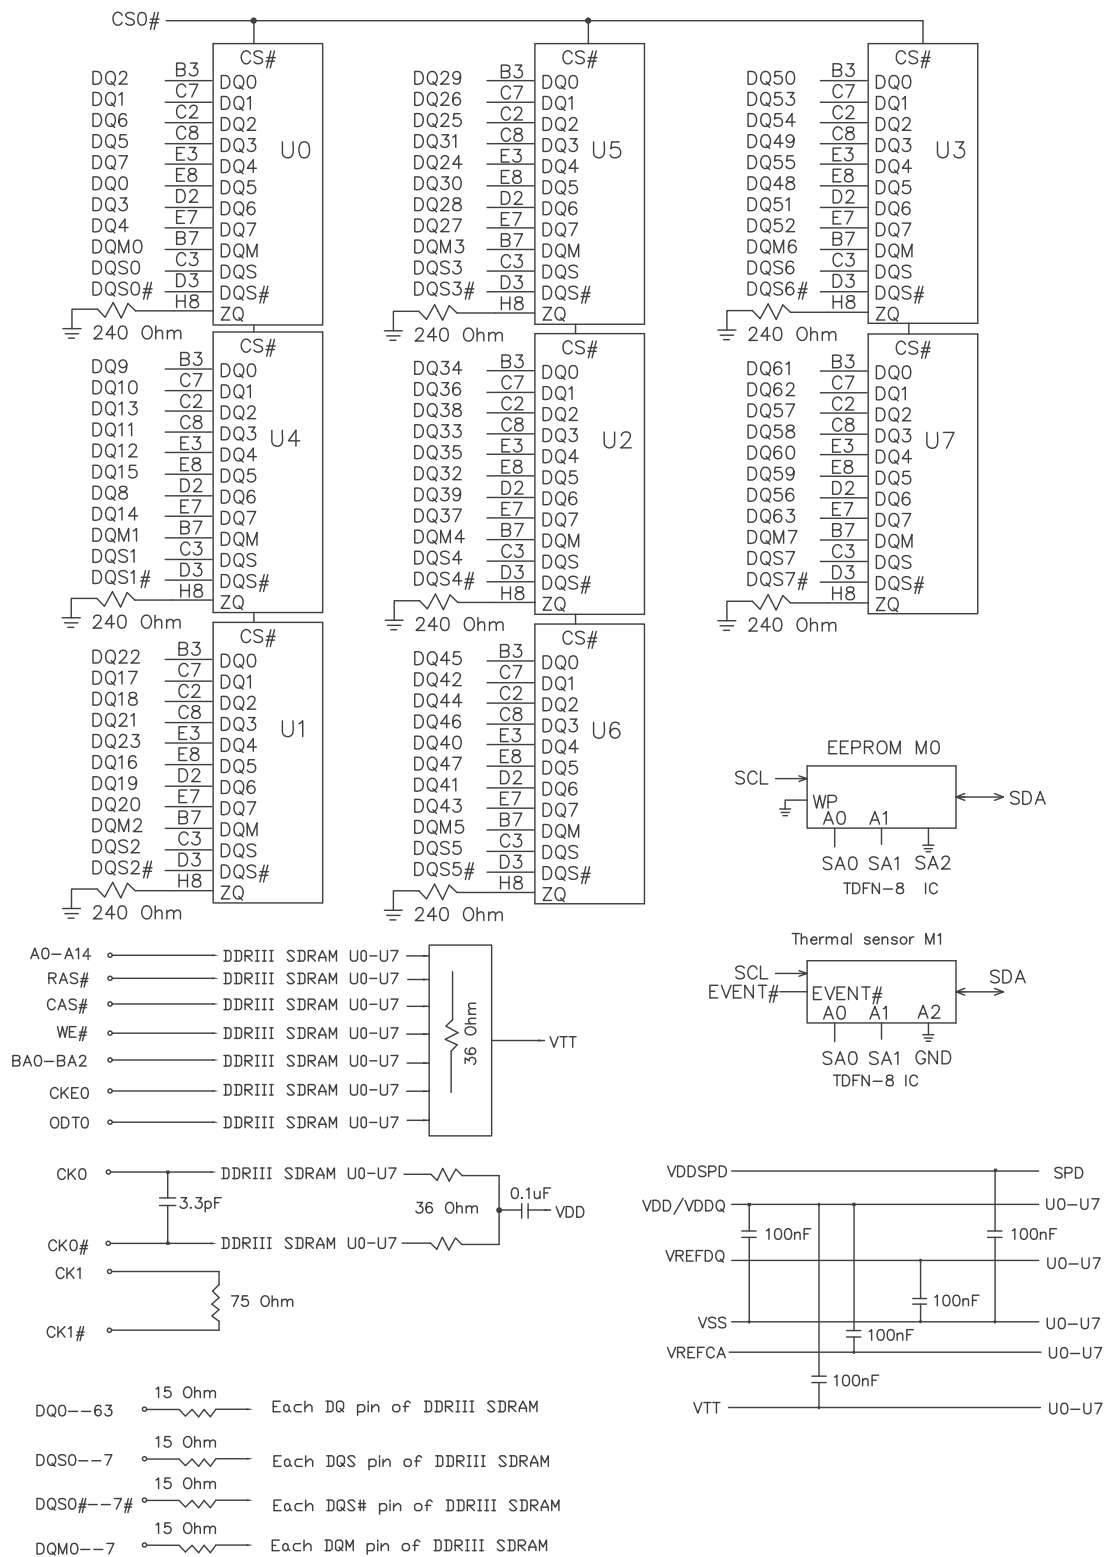 CS0#
CS#
DQ2 B3 DQ0
DQ1 C7 DQ1
DQ6 C2 DQ2
DQ5 C8 DQ3
U0
DQ7 E3 DQ4
DQ0 E8 DQ5
DQ3 D2 DQ6
DQ4 E7 DQ7
DQM0 B7 DQM
DQS0 C3 DQS
DQS0# D3 DQS#
H8 ZQ
240 Ohm
CS#
DQ9 B3 DQ0
DQ10 C7 DQ1
DQ13 C2 DQ2
DQ11 C8 DQ3
U4
DQ12 E3 DQ4
DQ15 E8 DQ5
DQ8 D2 DQ6
DQ14 E7 DQ7
DQM1 B7 DQM
DQS1 C3 DQS
DQS1# D3 DQS#
H8 ZQ
240 Ohm
CS#
DQ22 B3 DQ0
DQ17 C7 DQ1
DQ18 C2 DQ2
DQ21 C8 DQ3
U1
DQ23 E3 DQ4
DQ16 E8 DQ5
DQ19 D2 DQ6
DQ20 E7 DQ7
DQM2 B7 DQM
DQS2 C3 DQS
DQS2# D3 DQS#
H8 ZQ
240 Ohm
CS#
DQ29 B3 DQ0
DQ26 C7 DQ1
DQ25 C2 DQ2
DQ31 C8 DQ3
U5
DQ24 E3 DQ4
DQ30 E8 DQ5
DQ28 D2 DQ6
DQ27 E7 DQ7
DQM3 B7 DQM
DQS3 C3 DQS
DQS3# D3 DQS#
H8 ZQ
240 Ohm
CS#
DQ34 B3 DQ0
DQ36 C7 DQ1
DQ38 C2 DQ2
DQ33 C8 DQ3
U2
DQ35 E3 DQ4
DQ32 E8 DQ5
DQ39 D2 DQ6
DQ37 E7 DQ7
DQM4 B7 DQM
DQS4 C3 DQS
DQS4# D3 DQS#
H8 ZQ
240 Ohm
CS#
DQ45 B3 DQ0
DQ42 C7 DQ1
DQ44 C2 DQ2
DQ46 C8 DQ3
U6
DQ40 E3 DQ4
DQ47 E8 DQ5
DQ41 D2 DQ6
DQ43 E7 DQ7
DQM5 B7 DQM
DQS5 C3 DQS
DQS5# D3 DQS#
H8 ZQ
240 Ohm
CS#
DQ50 B3 DQ0
DQ53 C7 DQ1
DQ54 C2 DQ2
DQ49 C8 DQ3
U3
DQ55 E3 DQ4
DQ48 E8 DQ5
DQ51 D2 DQ6
DQ52 E7 DQ7
DQM6 B7 DQM
DQS6 C3 DQS
DQS6# D3 DQS#
H8 ZQ
240 Ohm
CS#
DQ61 B3 DQ0
DQ62 C7 DQ1
DQ57 C2 DQ2
DQ58 C8 DQ3
U7
DQ60 E3 DQ4
DQ59 E8 DQ5
DQ56 D2 DQ6
DQ63 E7 DQ7
DQM7 B7 DQM
DQS7 C3 DQS
DQS7# D3 DQS#
H8 ZQ
240 Ohm
EEPROM M0
SCL
SDA
WP
A0 A1
SA0 SA1 SA2
TDFN-8 IC
Thermal sensor M1
SCL
SDA
EVENT# EVENT#
A0 A1 A2
SA0 SA1 GND
TDFN-8 IC
A0-A14 DDRIII SDRAM U0-U7
RAS# DDRIII SDRAM U0-U7
CAS# DDRIII SDRAM U0-U7
WE# DDRIII SDRAM U0-U7
36 Ohm
VTT
BA0-BA2 DDRIII SDRAM U0-U7
CKE0 DDRIII SDRAM U0-U7
ODT0 DDRIII SDRAM U0-U7
CK0 DDRIII SDRAM U0-U7
3.3pF
36 Ohm
0.1uF
VDD
CK0# DDRIII SDRAM U0-U7
CK1
75 Ohm
CK1#
VDDSPD SPD
VDD/VDDQ U0-U7
100nF
100nF
VREFDQ U0-U7
100nF
VSS U0-U7
100nF
VREFCA U0-U7
100nF
VTT U0-U7
15 Ohm
DQ0--63 Each DQ pin of DDRIII SDRAM
15 Ohm
DQS0--7 Each DQS pin of DDRIII SDRAM
15 Ohm
DQS0#--7# Each DQS# pin of DDRIII SDRAM
15 Ohm
DQM0--7 Each DQM pin of DDRIII SDRAM